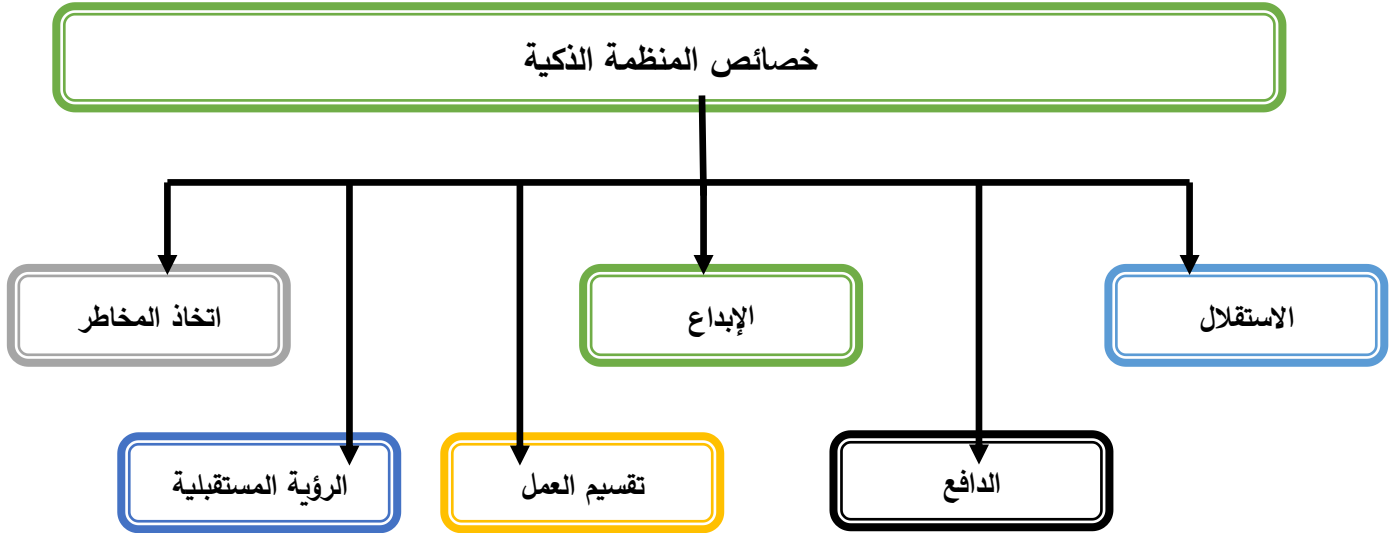 خصائص المنظمة الذكية
الاستقلال
الإبداع
اتخاذ المخاطر
الدافع
تقسيم العمل
الرؤية المستقبلية